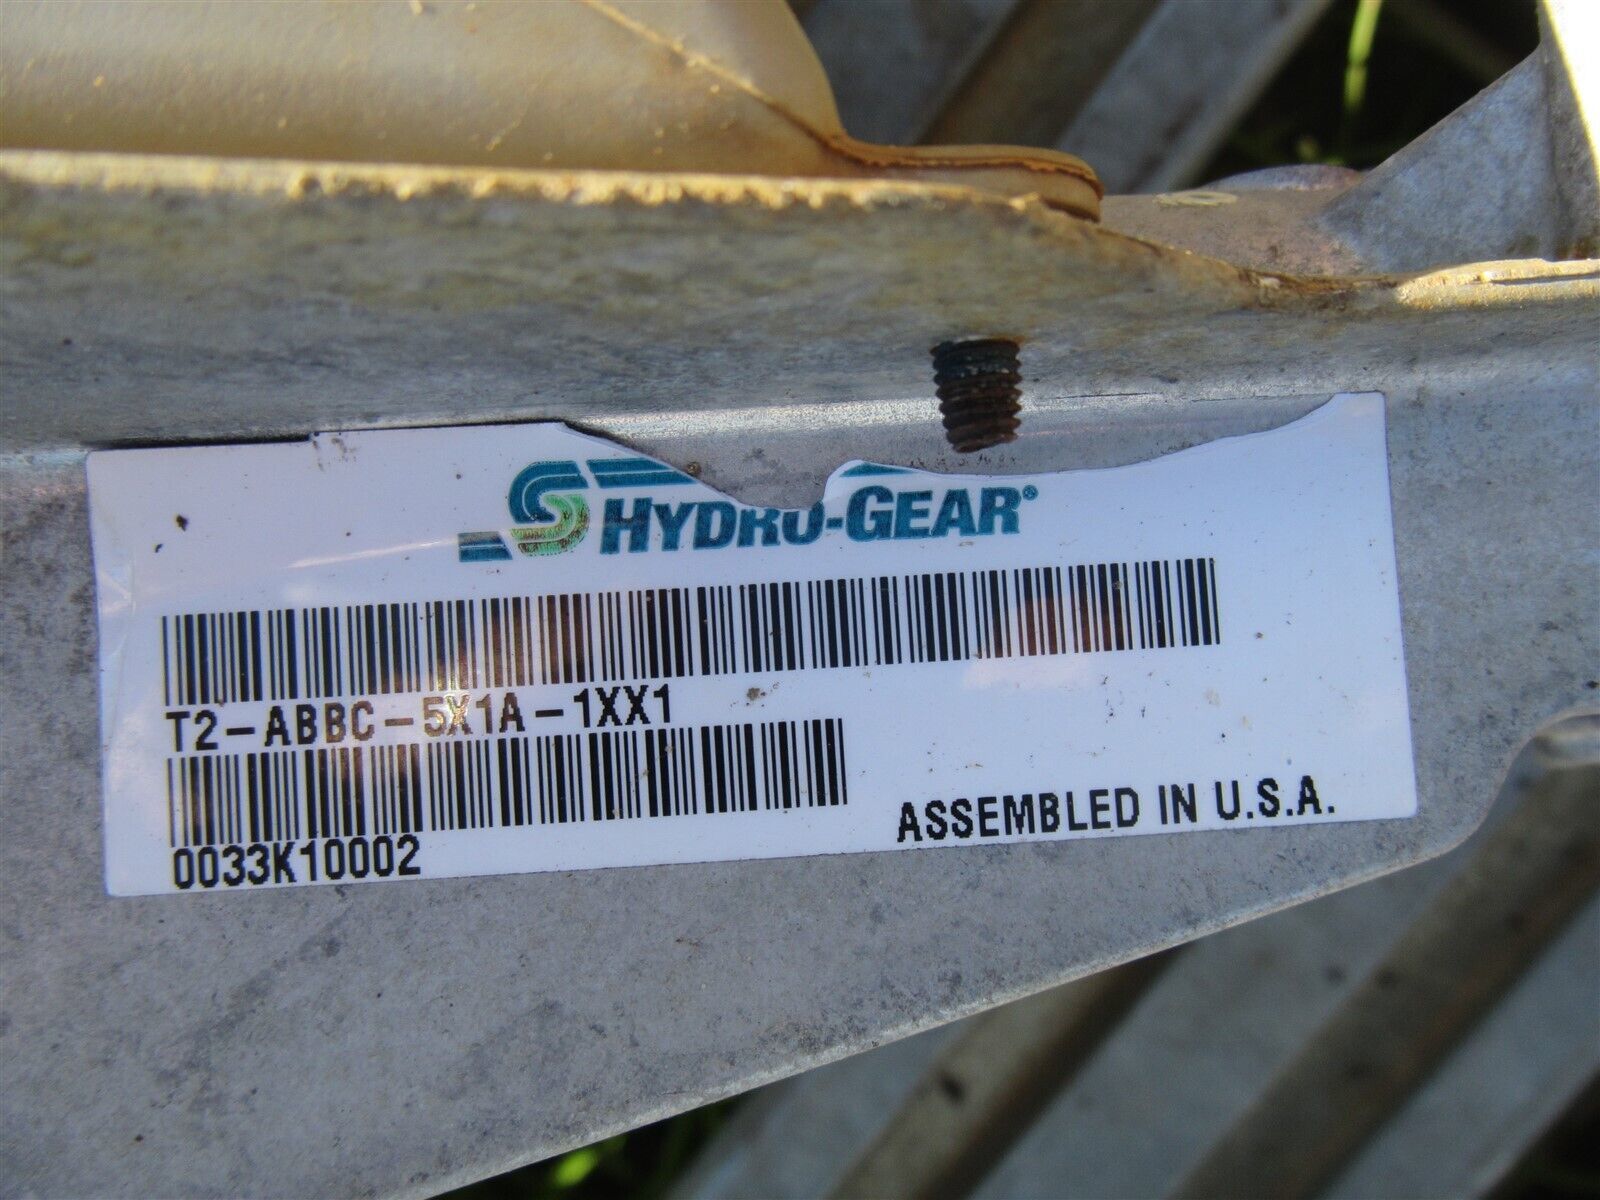 HYDRO-GEAR®
T2-ABBC-5X1A-1XX1
0033K10002
ASSEMBLED IN U.S.A.